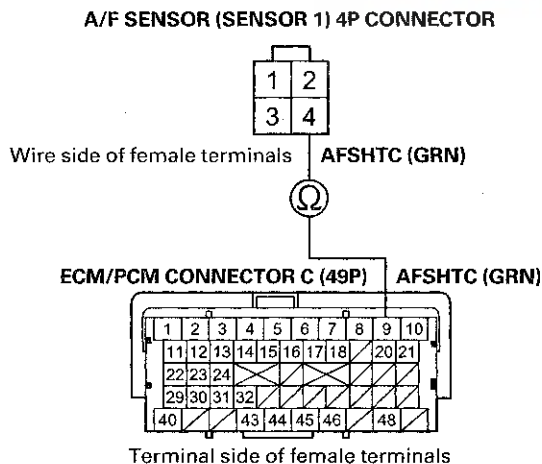 A/F SENSOR (SENSOR 1) 4P CONNECTOR
1 2
3 4
Wire side of female terminals AFSHTC (GRN)
Ω
ECM/PCM CONNECTOR C (49P) AFSHTC (GRN)
1 2 3 4 5 6 7 8 9 10
11 12 13 14 15 16 17 18 20 21
22 23 24
29 30 31 32
40 43 44 45 46 48
Terminal side of female terminals